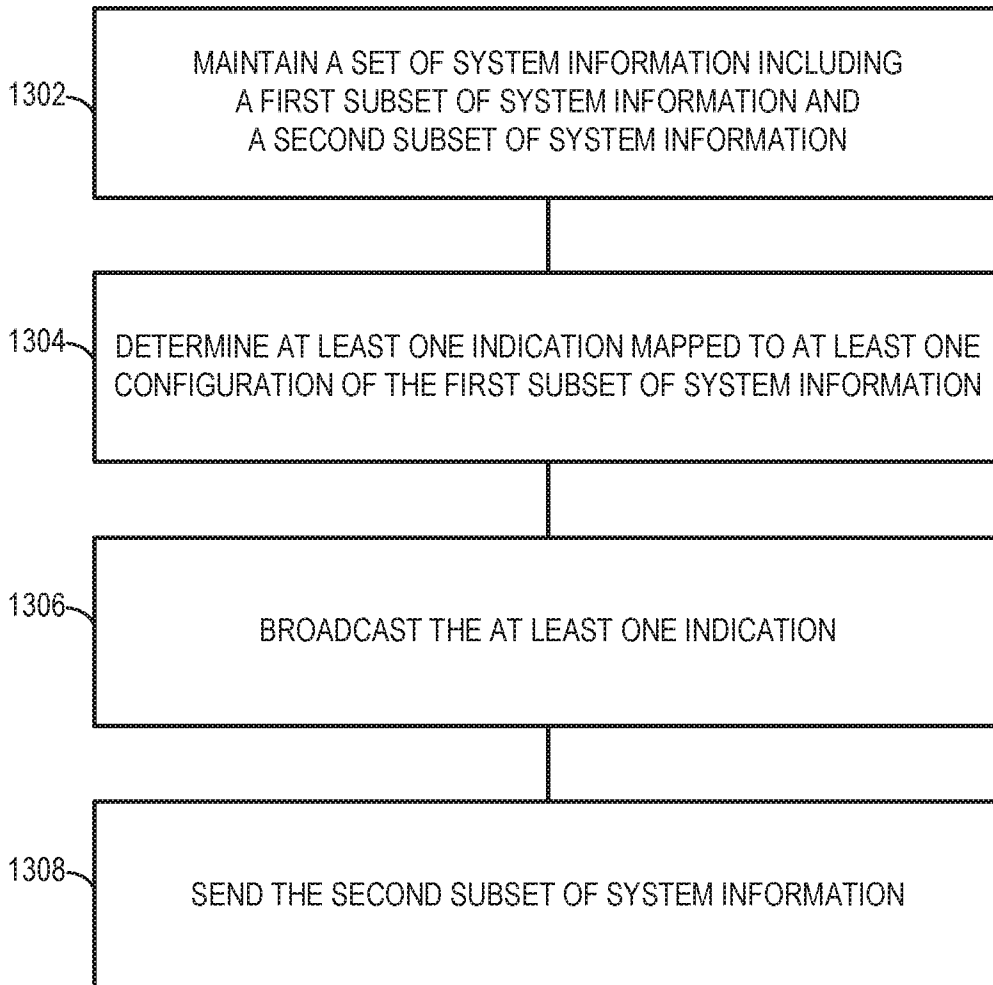 1302
MAINTAIN A SET OF SYSTEM INFORMATION INCLUDING
A FIRST SUBSET OF SYSTEM INFORMATION AND
A SECOND SUBSET OF SYSTEM INFORMATION
1304
DETERMINE AT LEAST ONE INDICATION MAPPED TO AT LEAST ONE
CONFIGURATION OF THE FIRST SUBSET OF SYSTEM INFORMATION
1306
BROADCAST THE AT LEAST ONE INDICATION
1308
SEND THE SECOND SUBSET OF SYSTEM INFORMATION